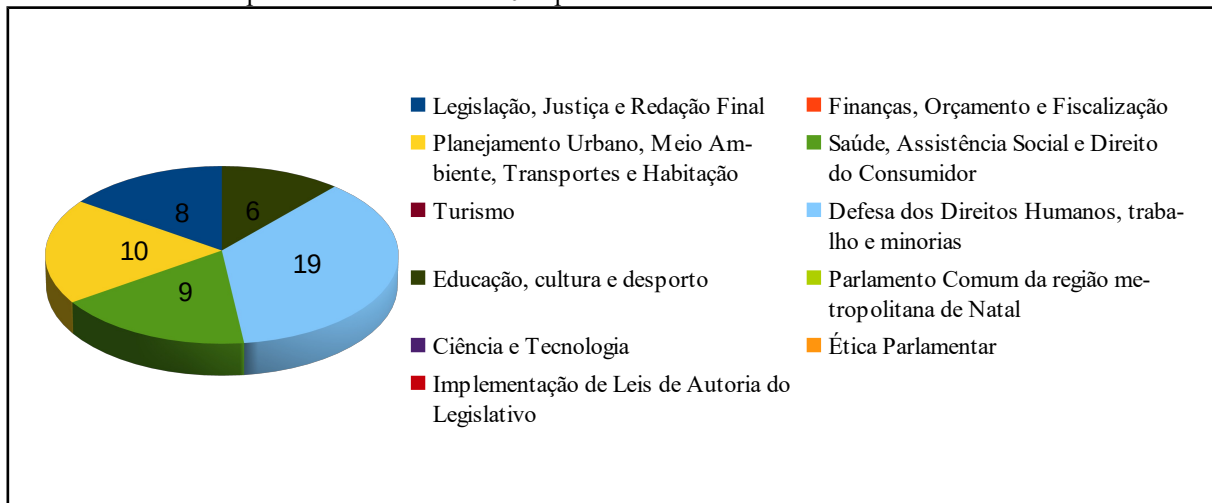 Legislação, Justiça e Redação Final
Finanças, Orçamento e Fiscalização
Planejamento Urbano, Meio Am-
biente, Transportes e Habitação
Saúde, Assistência Social e Direito
do Consumidor
Turismo
Defesa dos Direitos Humanos, traba-
lho e minorias
Educação, cultura e desporto
Parlamento Comum da região me-
tropolitana de Natal
Ciência e Tecnologia
Ética Parlamentar
Implementação de Leis de Autoria do
Legislativo
8
6
10
19
9